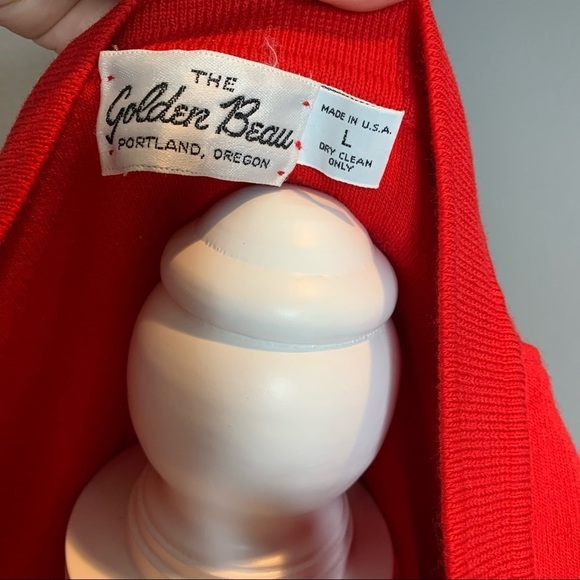 THE
Golden Beau
PORTLAND, OREGON
MADE IN U.S.A.
L
DRY CLEAN
ONLY